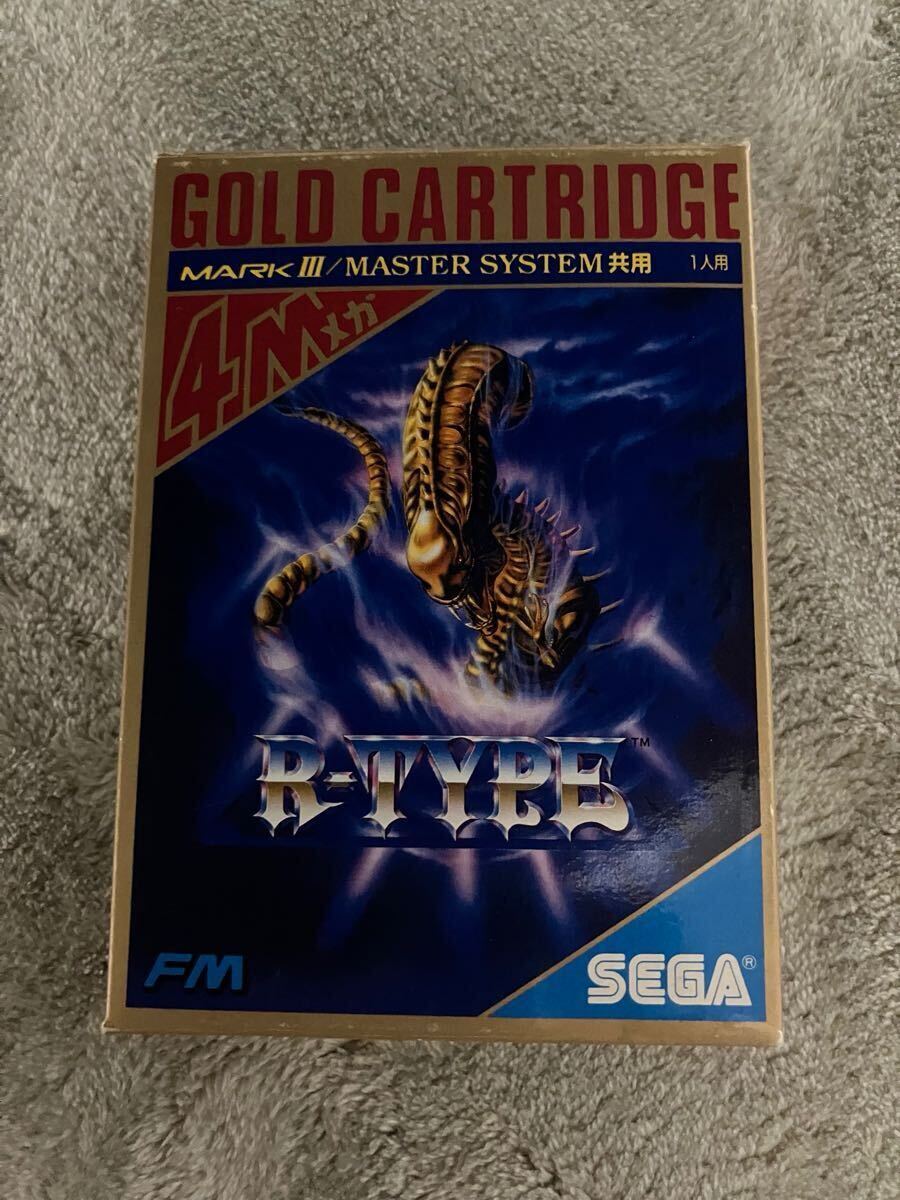 GOLD CARTRIDGE
MARK III/MASTER SYSTEM 共用 1人用
4Mメガ
R-TYPE™
FM
SEGA®